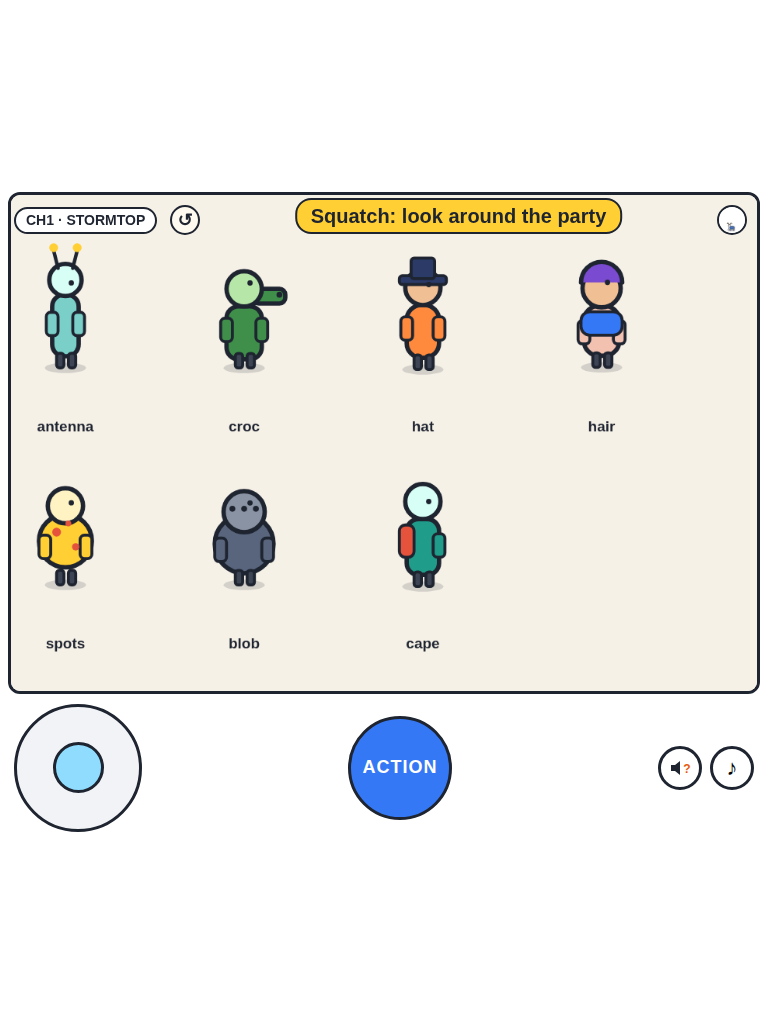 CH1 · STORMTOP
Squatch: look around the party
antenna
croc
hat
hair
spots
blob
cape
ACTION
?